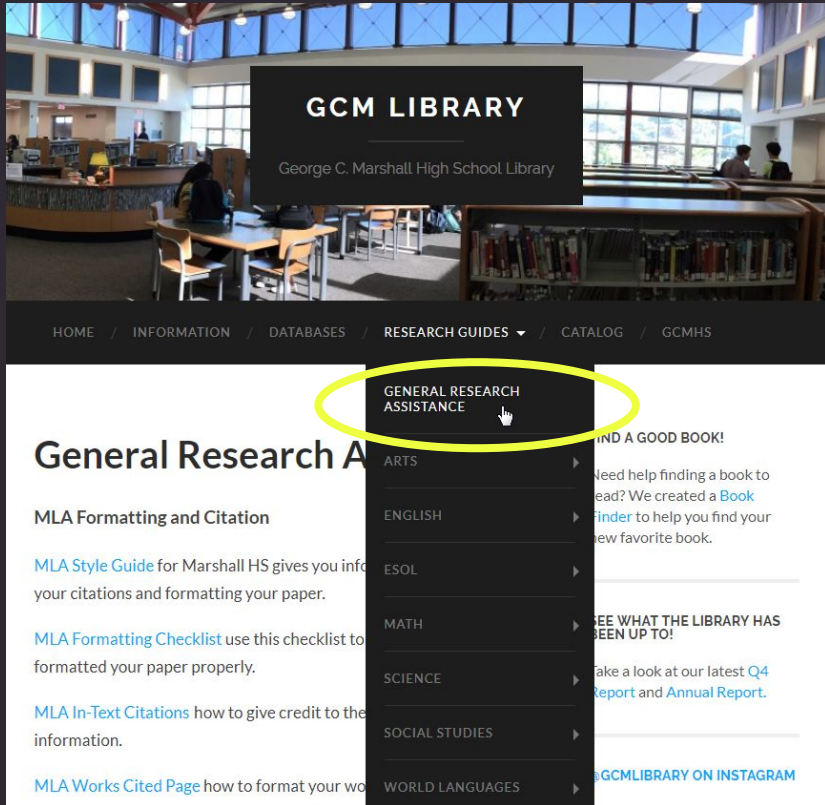 GCM LIBRARY
George C. Marshall High School Library
HOME / INFORMATION / DATABASES / RESEARCH GUIDES / CATALOG / GCMHS
GENERAL RESEARCH
ASSISTANCE
ARTS
ENGLISH
ESOL
MATH
SCIENCE
SOCIAL STUDIES
WORLD LANGUAGES
General Research A
MLA Formatting and Citation
MLA Style Guide for Marshall HS gives you info
your citations and formatting your paper.
MLA Formatting Checklist use this checklist to
formatted your paper properly.
MLA In-Text Citations how to give credit to the
information.
MLA Works Cited Page how to format your wo
IND A GOOD BOOK!
Need help finding a book to
ead? We created a Book
Finder to help you find your
new favorite book.
SEE WHAT THE LIBRARY HAS
BEEN UP TO!
Take a look at our latest Q4
Report and Annual Report.
@GCMLIBRARY ON INSTAGRAM